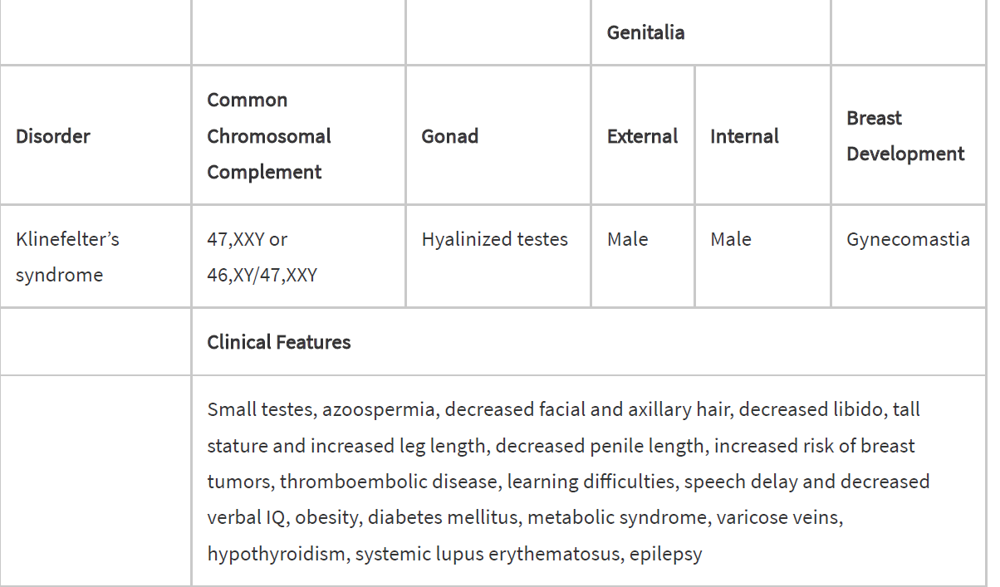 Genitalia
Disorder
Common
Chromosomal
Complement
Gonad
External
Internal
Breast
Development
Klinefelter’s
syndrome
47,XXY or
46,XY/47,XXY
Hyalinized testes
Male
Male
Gynecomastia
Clinical Features
Small testes, azoospermia, decreased facial and axillary hair, decreased libido, tall
stature and increased leg length, decreased penile length, increased risk of breast
tumors, thromboembolic disease, learning difficulties, speech delay and decreased
verbal IQ, obesity, diabetes mellitus, metabolic syndrome, varicose veins,
hypothyroidism, systemic lupus erythematosus, epilepsy